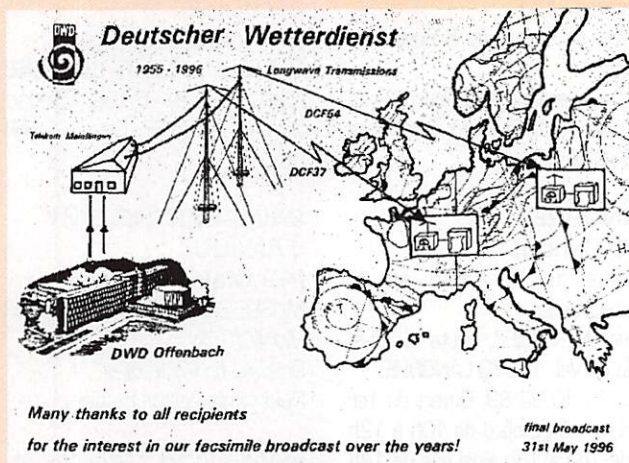 DWD
Deutscher Wetterdienst
1955 - 1996
Longwave Transmissions
Telekom Mainflingen
DCF54
DCF37
DWD Offenbach
Many thanks to all recipients
for the interest in our facsimile broadcast over the years!
final broadcast
31st May 1996